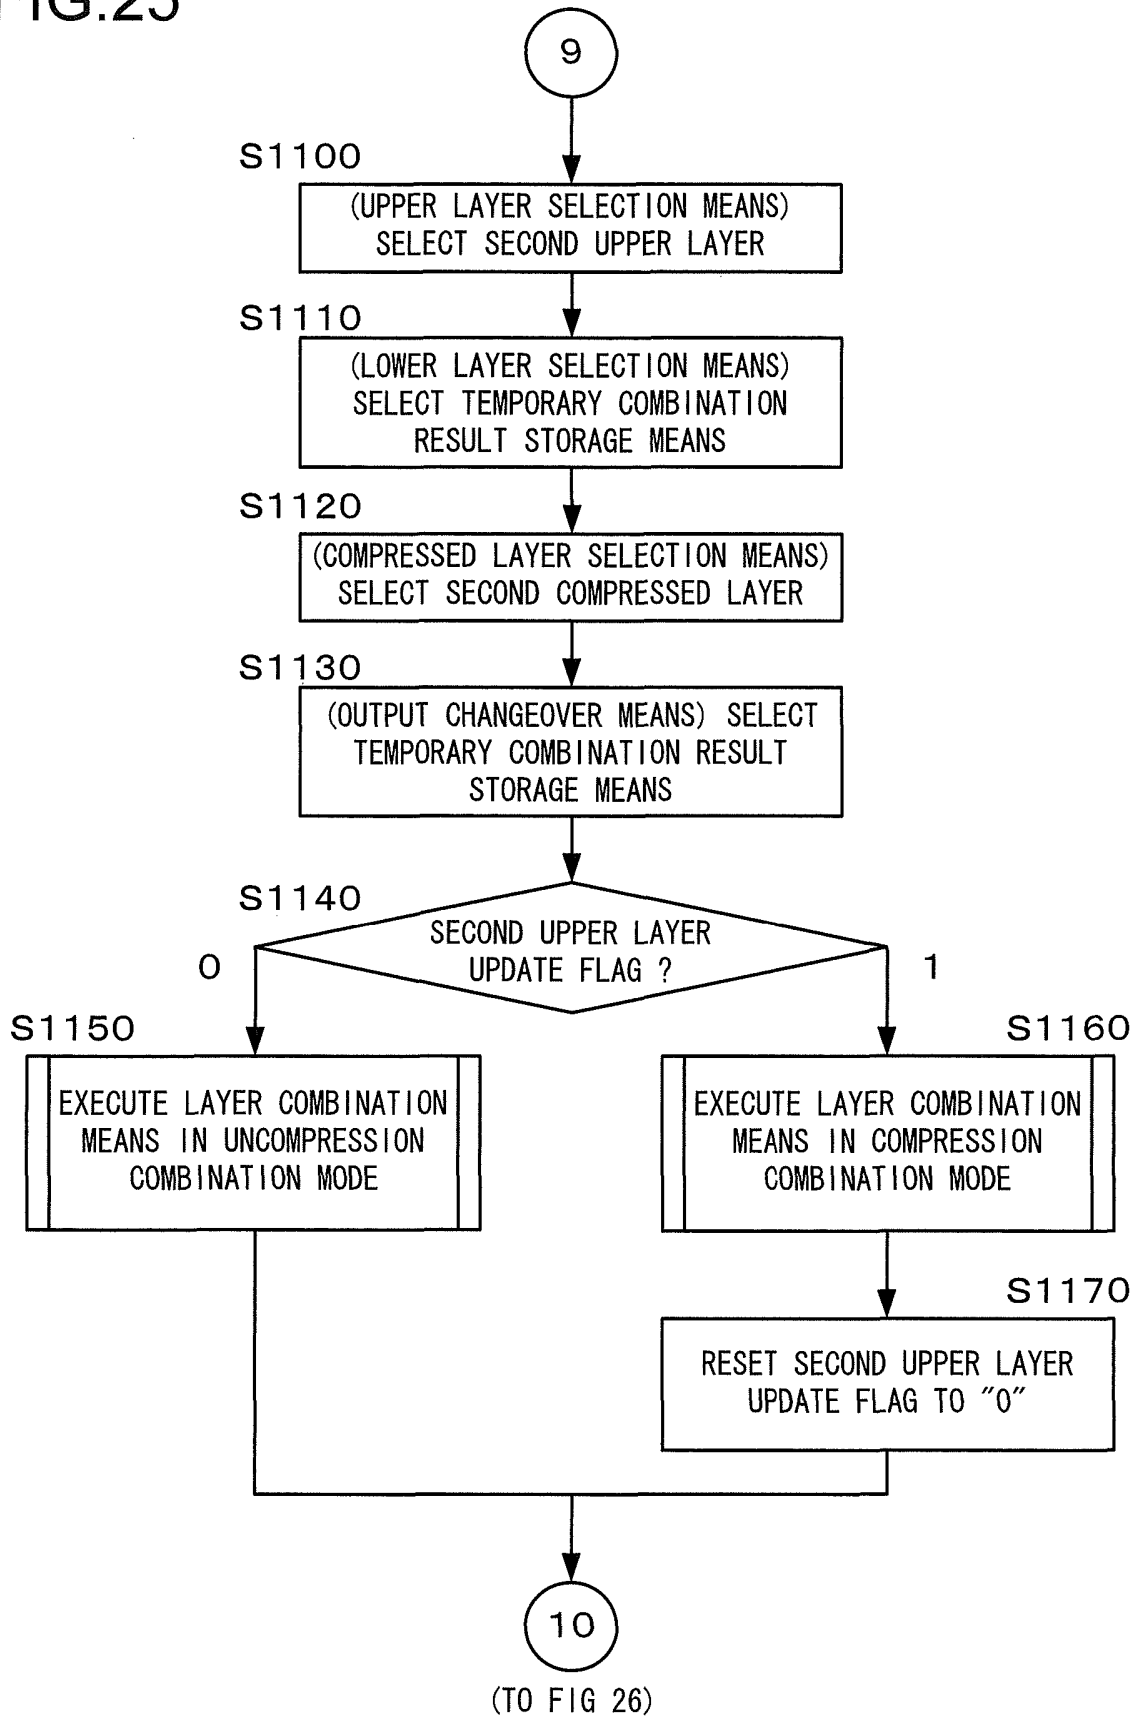 FIG.25
9
S1100
(UPPER LAYER SELECTION MEANS)
SELECT SECOND UPPER LAYER
S1110
(LOWER LAYER SELECTION MEANS)
SELECT TEMPORARY COMBINATION
RESULT STORAGE MEANS
S1120
(COMPRESSED LAYER SELECTION MEANS)
SELECT SECOND COMPRESSED LAYER
S1130
(OUTPUT CHANGEOVER MEANS) SELECT
TEMPORARY COMBINATION RESULT
STORAGE MEANS
S1140
SECOND UPPER LAYER
UPDATE FLAG ?
0
1
S1150
EXECUTE LAYER COMBINATION
MEANS IN UNCOMPRESSION
COMBINATION MODE
S1160
EXECUTE LAYER COMBINATION
MEANS IN COMPRESSION
COMBINATION MODE
S1170
RESET SECOND UPPER LAYER
UPDATE FLAG TO "0"
10
(TO FIG 26)